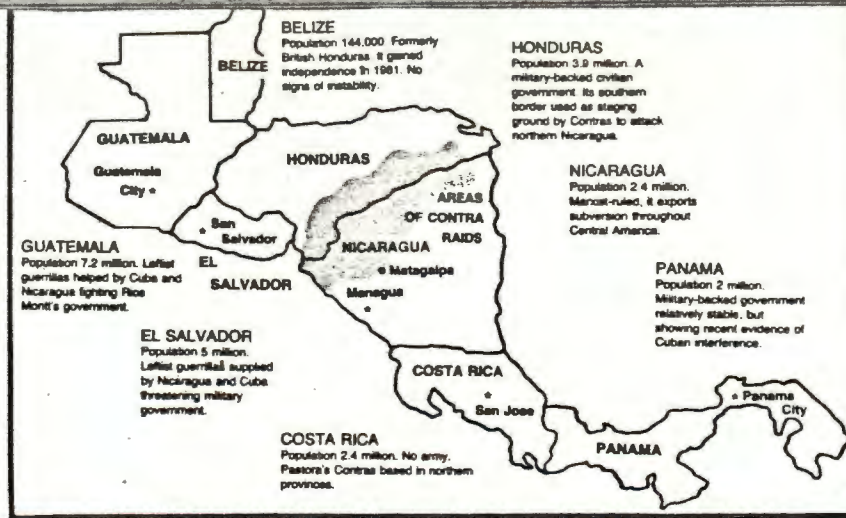 BELIZE
Population 144.000 Formerly
British Honduras. It gained
independence in 1981. No
signs of instability.
HONDURAS
Population 3.9 million. A
military-backed civilian
government. Its southern
border used as staging
ground by Contras to attack
northern Nicaragua.
BELIZE
GUATEMALA
Guatemala
City
HONDURAS
NICARAGUA
Population 2.4 million.
Marxist-ruled, it exports
subversion throughout
Central America.
AREAS
OF CONTRA
RAIDS
San
Salvador
EL
SALVADOR
NICARAGUA
Matagalpa
Managua
GUATEMALA
Population 7.2 million. Leftist
guerrillas helped by Cuba and
Nicaragua fighting Rios
Montt's government.
PANAMA
Population 2 million.
Military-backed government
relatively stable, but
showing recent evidence of
Cuban interference.
EL SALVADOR
Population 5 million.
Leftist guerrillas supplied
by Nicaragua and Cuba
threatening military
government.
COSTA RICA
San Jose
Panama
City
PANAMA
COSTA RICA
Population 2.4 million. No army.
Pastora's Contras based in northern
provinces.